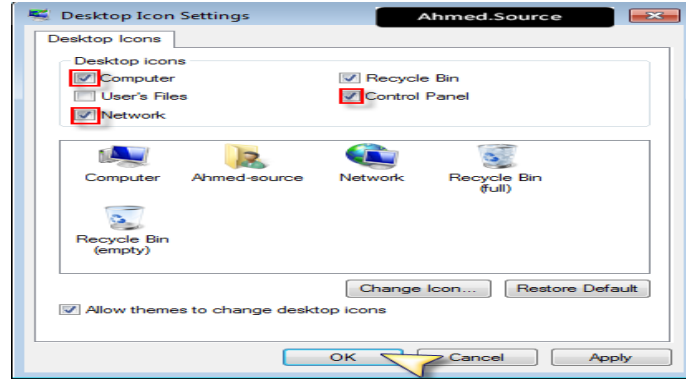 Desktop Icon Settings
Ahmed.Source
Desktop Icons
Desktop icons
Computer
Recycle Bin
User's Files
Control Panel
Network
Computer
Ahmed-source
Network
Recycle Bin
(full)
Recycle Bin
(empty)
Change Icon...
Restore Default
Allow themes to change desktop icons
OK
Cancel
Apply